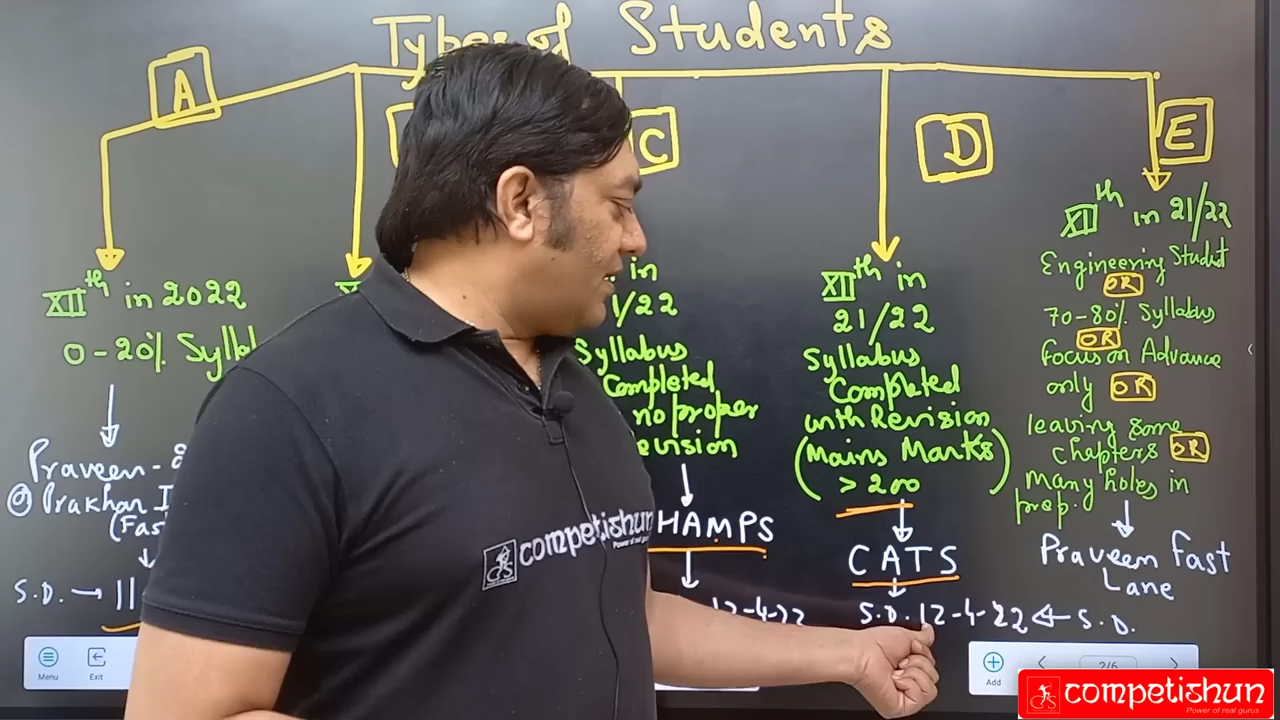 Types of Students
A
C
D
E
XIIth in 2022
0-20% Syllab
Praveen-
Prakhan I
(Fas
S.D. → 11
in
1/22
Syllabus
Completed
no proper
evision
HAMPS
12-4-22
XIIth in
21/22
Syllabus
Completed
with Revision
(Mains Marks
> 200)
CATS
S.D. 12-4-22 ← S.D.
XIIth in 21/22
Engineering Student
OR
70-80% Syllabus
OR
Focus on Advance
only OR
leaving some
chapters OR
Many holes in
prep.
Praveen Fast
Lane
competishun
Power of real gurus
Menu
Exit
Add
2/6
competishun
Power of real gurus